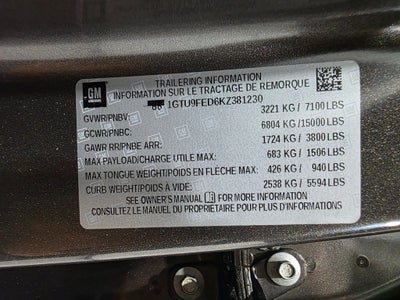 GM
TRAILERING INFORMATION
INFORMATION SUR LE TRACTAGE DE REMORQUE
1GTU9FED6KZ381230
GVWR/PNBV: 3221 KG / 7100 LBS
GCWR/PNBC: 6804 KG/15000 LBS
GAWR RR/PNBE ARR: 1724 KG / 3800 LBS
MAX PAYLOAD/CHARGE UTILE MAX: 683 KG / 1506 LBS
MAX TONGUE WEIGHT/POIDS EN FLÈCHE MAX: 426 KG / 940 LBS
CURB WEIGHT/POIDS À VIDE: 2538 KG / 5594 LBS
SEE OWNER'S MANUAL FOR MORE INFORMATION
CONSULTEZ LE MANUEL DU PROPRIÉTAIRE POUR PLUS D'INFORMATIONS